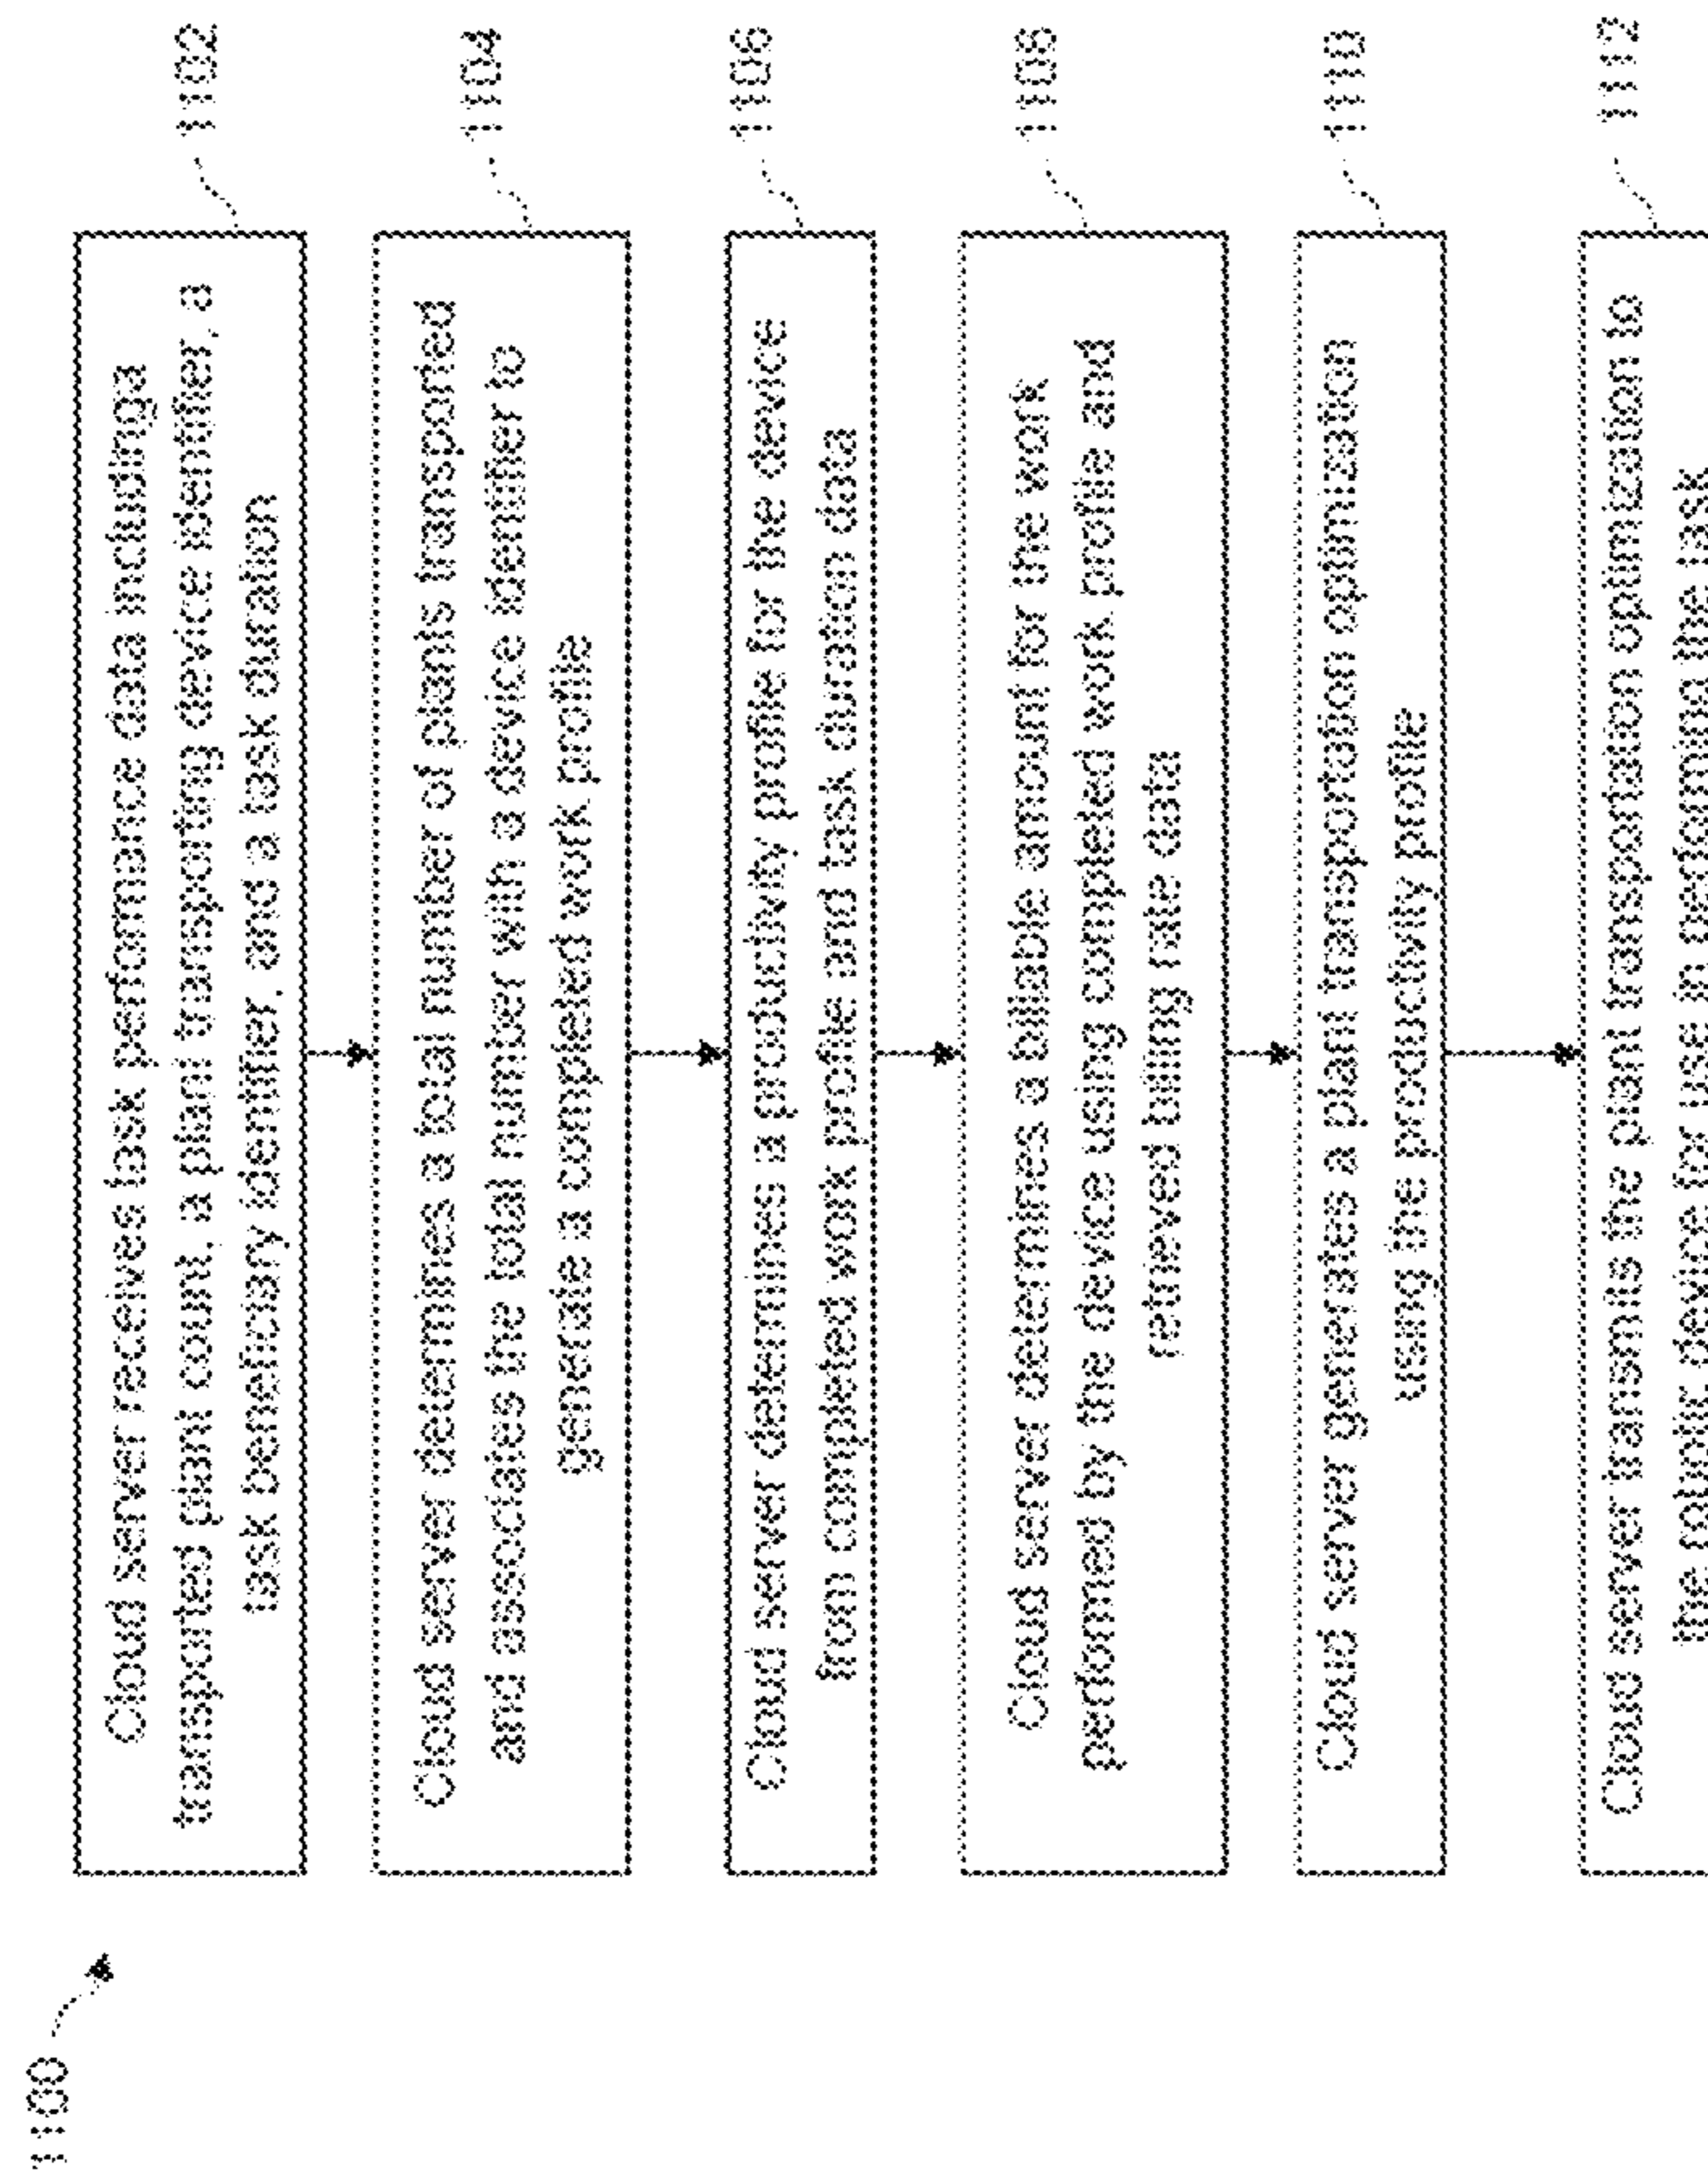 1100
Cloud server receives task performance data includinga
transported plant count, a plant transporting device identifier, a
task beneficiary identifier, and a task duration
1102
Cloud server determines a total number of plants transported
and associates the total number with a device identifier to
generate a completed work profile
1104
Cloud server determines a productivity profile for the device
from completed work profile and task duration data
1106
Cloud server determines a billable amount for the work
performed by the device using completed work profile and
retrieved billing rate data
1108
Cloud server generates a plant transportation optimization
using the productivity profile
1110
Cloud server transmits the plant transportation optimization to
the robotic device for use in performing the task
1112